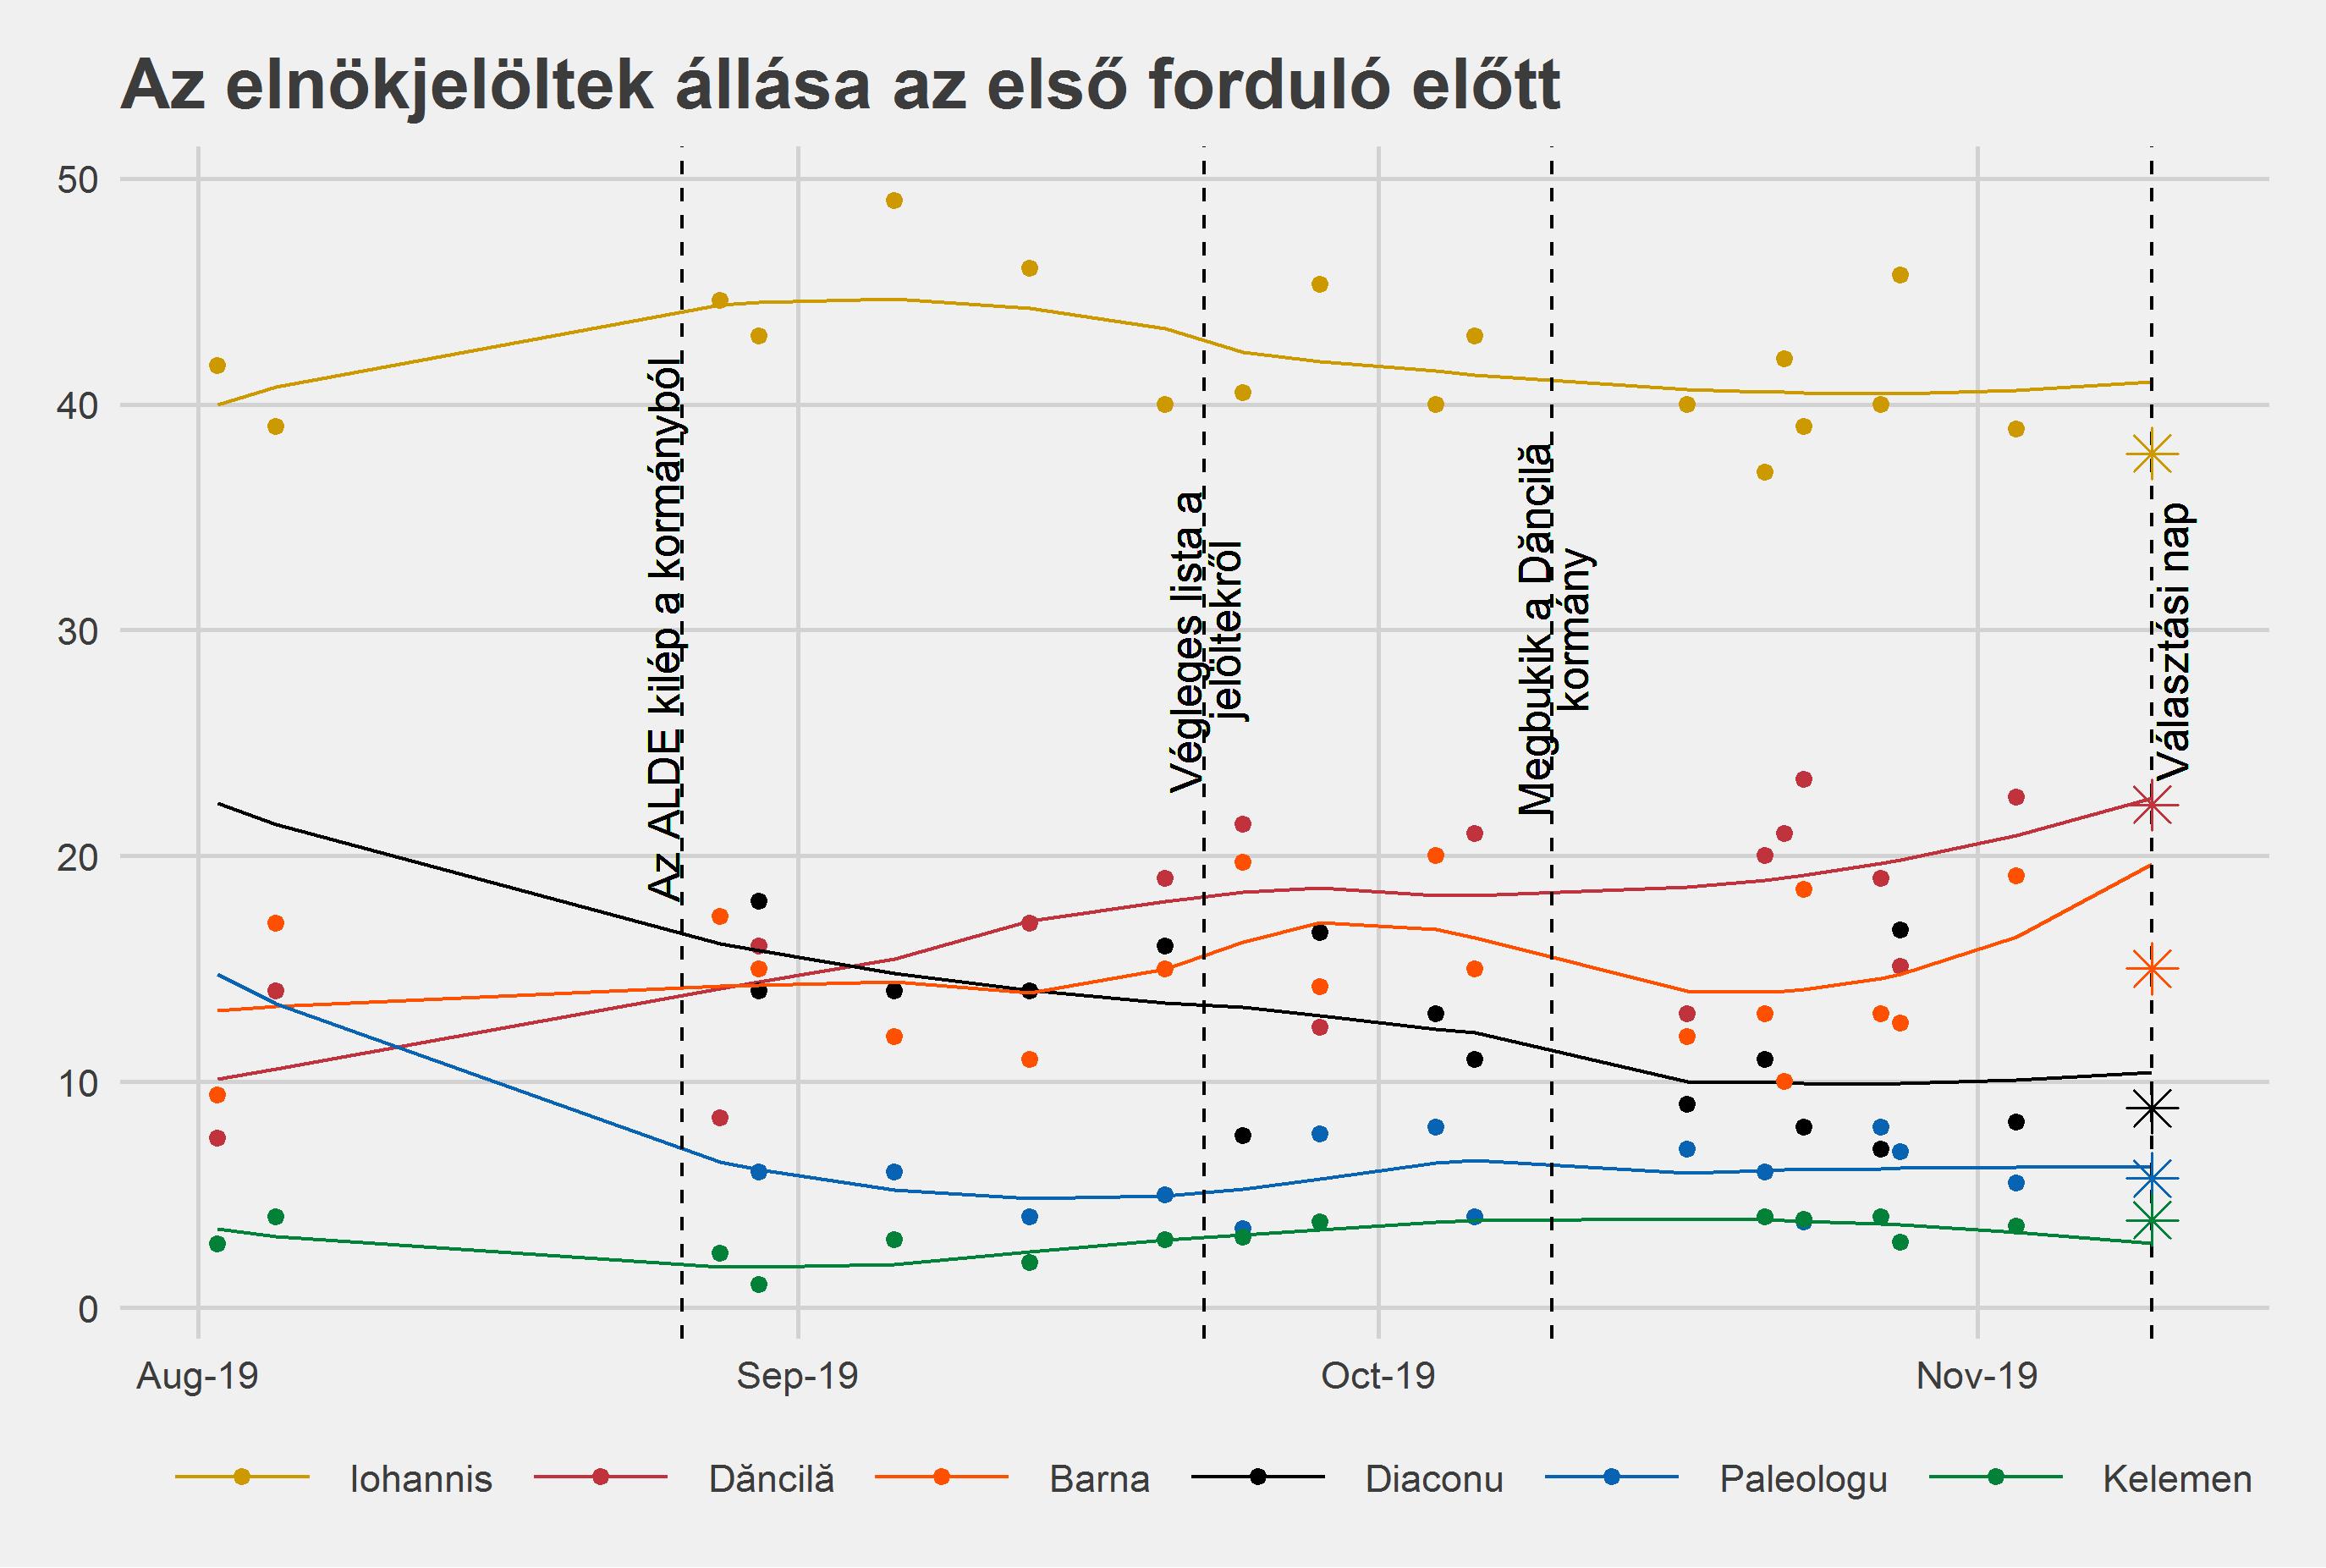 Az elnökjelöltek állása az első forduló előtt
50
40
30
20
10
0
Az ALDE kilép a kormányból
Végleges lista a
jelöltekről
Megbukik a Dăncilă
kormány
Választási nap
Aug-19
Sep-19
Oct-19
Nov-19
Iohannis
Dăncilă
Barna
Diaconu
Paleologu
Kelemen